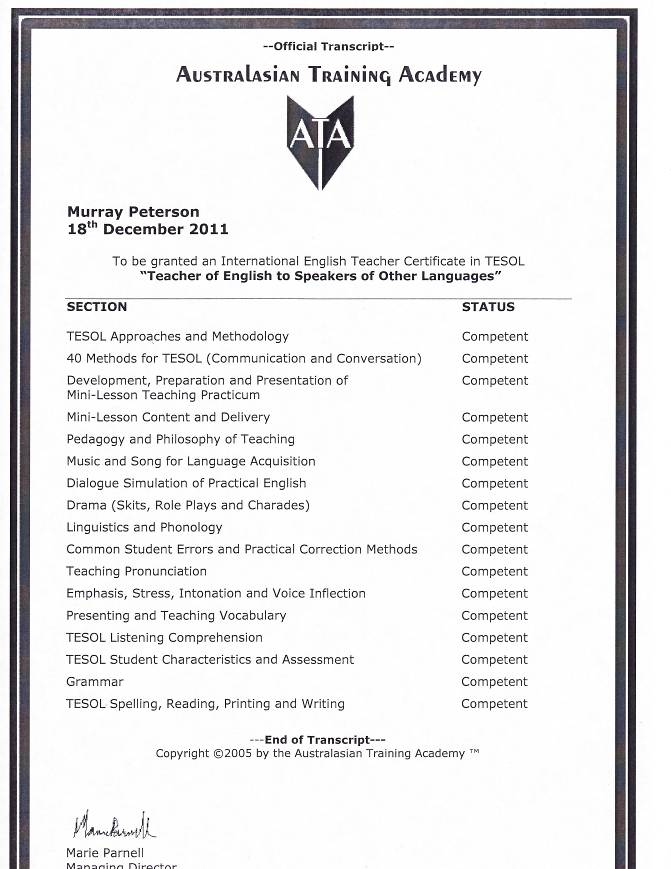 --Official Transcript--
Australasian Training Academy
ATA
Murray Peterson
18th December 2011
To be granted an International English Teacher Certificate in TESOL
“Teacher of English to Speakers of Other Languages”
SECTION STATUS
TESOL Approaches and Methodology Competent
40 Methods for TESOL (Communication and Conversation) Competent
Development, Preparation and Presentation of Competent
Mini-Lesson Teaching Practicum
Mini-Lesson Content and Delivery Competent
Pedagogy and Philosophy of Teaching Competent
Music and Song for Language Acquisition Competent
Dialogue Simulation of Practical English Competent
Drama (Skits, Role Plays and Charades) Competent
Linguistics and Phonology Competent
Common Student Errors and Practical Correction Methods Competent
Teaching Pronunciation Competent
Emphasis, Stress, Intonation and Voice Inflection Competent
Presenting and Teaching Vocabulary Competent
TESOL Listening Comprehension Competent
TESOL Student Characteristics and Assessment Competent
Grammar Competent
TESOL Spelling, Reading, Printing and Writing Competent
---End of Transcript---
Copyright ©2005 by the Australasian Training Academy ™
Marie Parnell
Managing Director